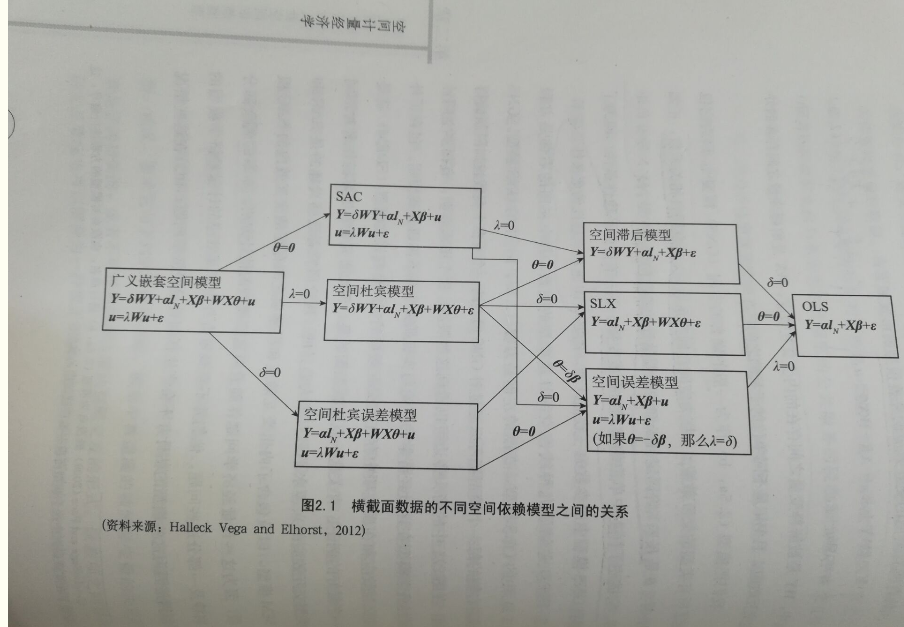 空间计量经济学
SAC
Y=δWY+αl_N+Xβ+u
u=λWu+ε
λ=0
θ=0
θ=0
空间滞后模型
Y=δWY+αl_N+Xβ+ε
δ=0
广义嵌套空间模型
Y=δWY+αl_N+Xβ+WXθ+u
u=λWu+ε
λ=0
空间杜宾模型
Y=δWY+αl_N+Xβ+WXθ+ε
δ=0
SLX
Y=αl_N+Xβ+WXθ+ε
θ=0
OLS
Y=αl_N+Xβ+ε
δ=0
θ=δβ
δ=0
λ=0
空间杜宾误差模型
Y=αl_N+Xβ+WXθ+u
u=λWu+ε
θ=0
空间误差模型
Y=αl_N+Xβ+u
u=λWu+ε
(如果θ=-δβ，那么λ=δ)
图2.1 横截面数据的不同空间依赖模型之间的关系
(资料来源：Halleck Vega and Elhorst，2012)